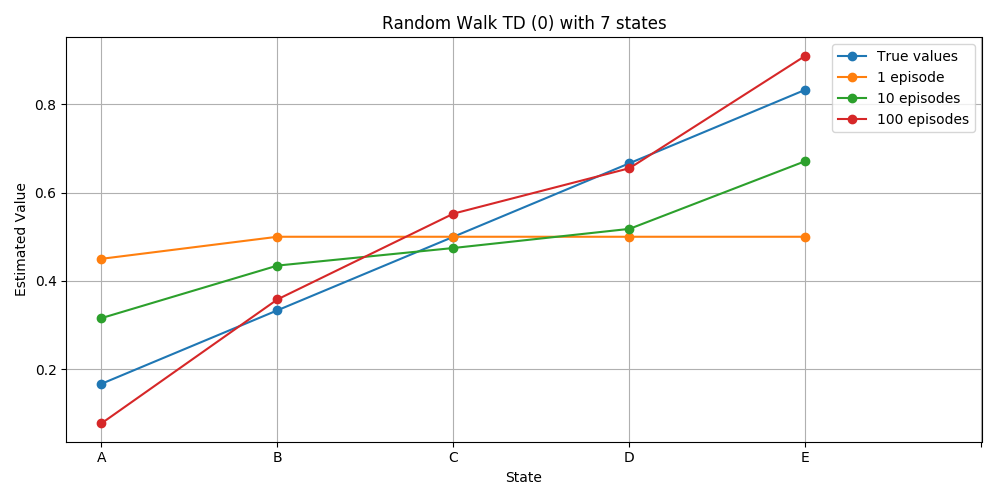 Random Walk TD (0) with 7 states
True values
1 episode
10 episodes
100 episodes
Estimated Value
0.8
0.6
0.4
0.2
A B C D E
State